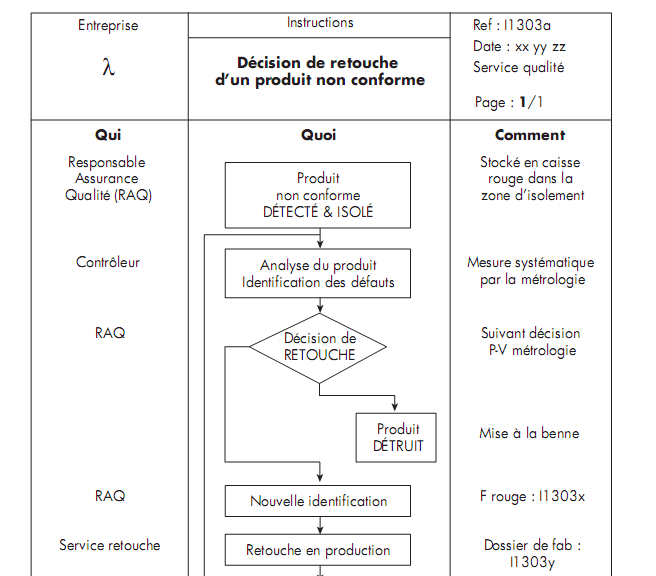 Entreprise
λ
Instructions
Décision de retouche
d'un produit non conforme
Ref : I1303a
Date : xx yy zz
Service qualité
Page : 1/1
Qui
Quoi
Comment
Responsable
Assurance
Qualité (RAQ)
Produit
non conforme
DÉTECTÉ & ISOLÉ
Stocké en caisse
rouge dans la
zone d'isolement
Contrôleur
Analyse du produit
Identification des défauts
Mesure systématique
par la métrologie
RAQ
Décision de
RETOUCHE
Suivant décision
P-V métrologie
Produit
DÉTRUIT
Mise à la benne
RAQ
Nouvelle identification
F rouge : I1303x
Service retouche
Retouche en production
Dossier de fab :
I1303y